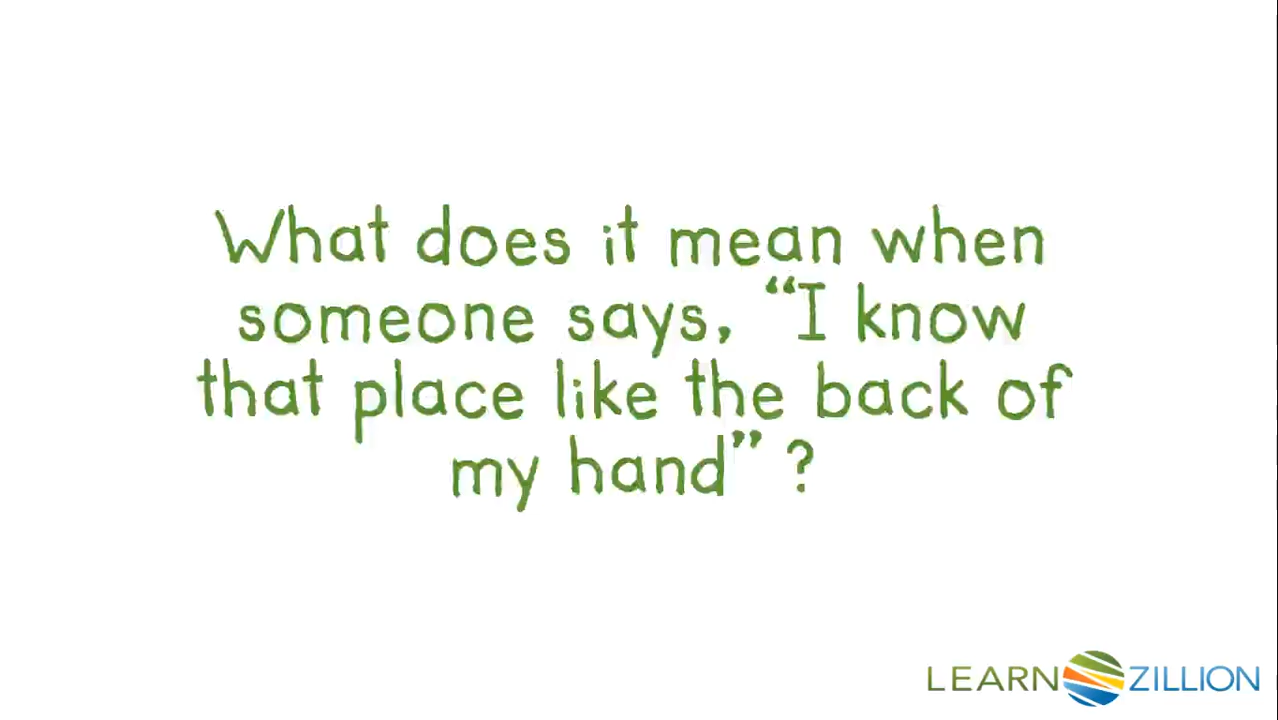 What does it mean when
someone says, “I know
that place like the back of
my hand” ?
LEARNZILLION